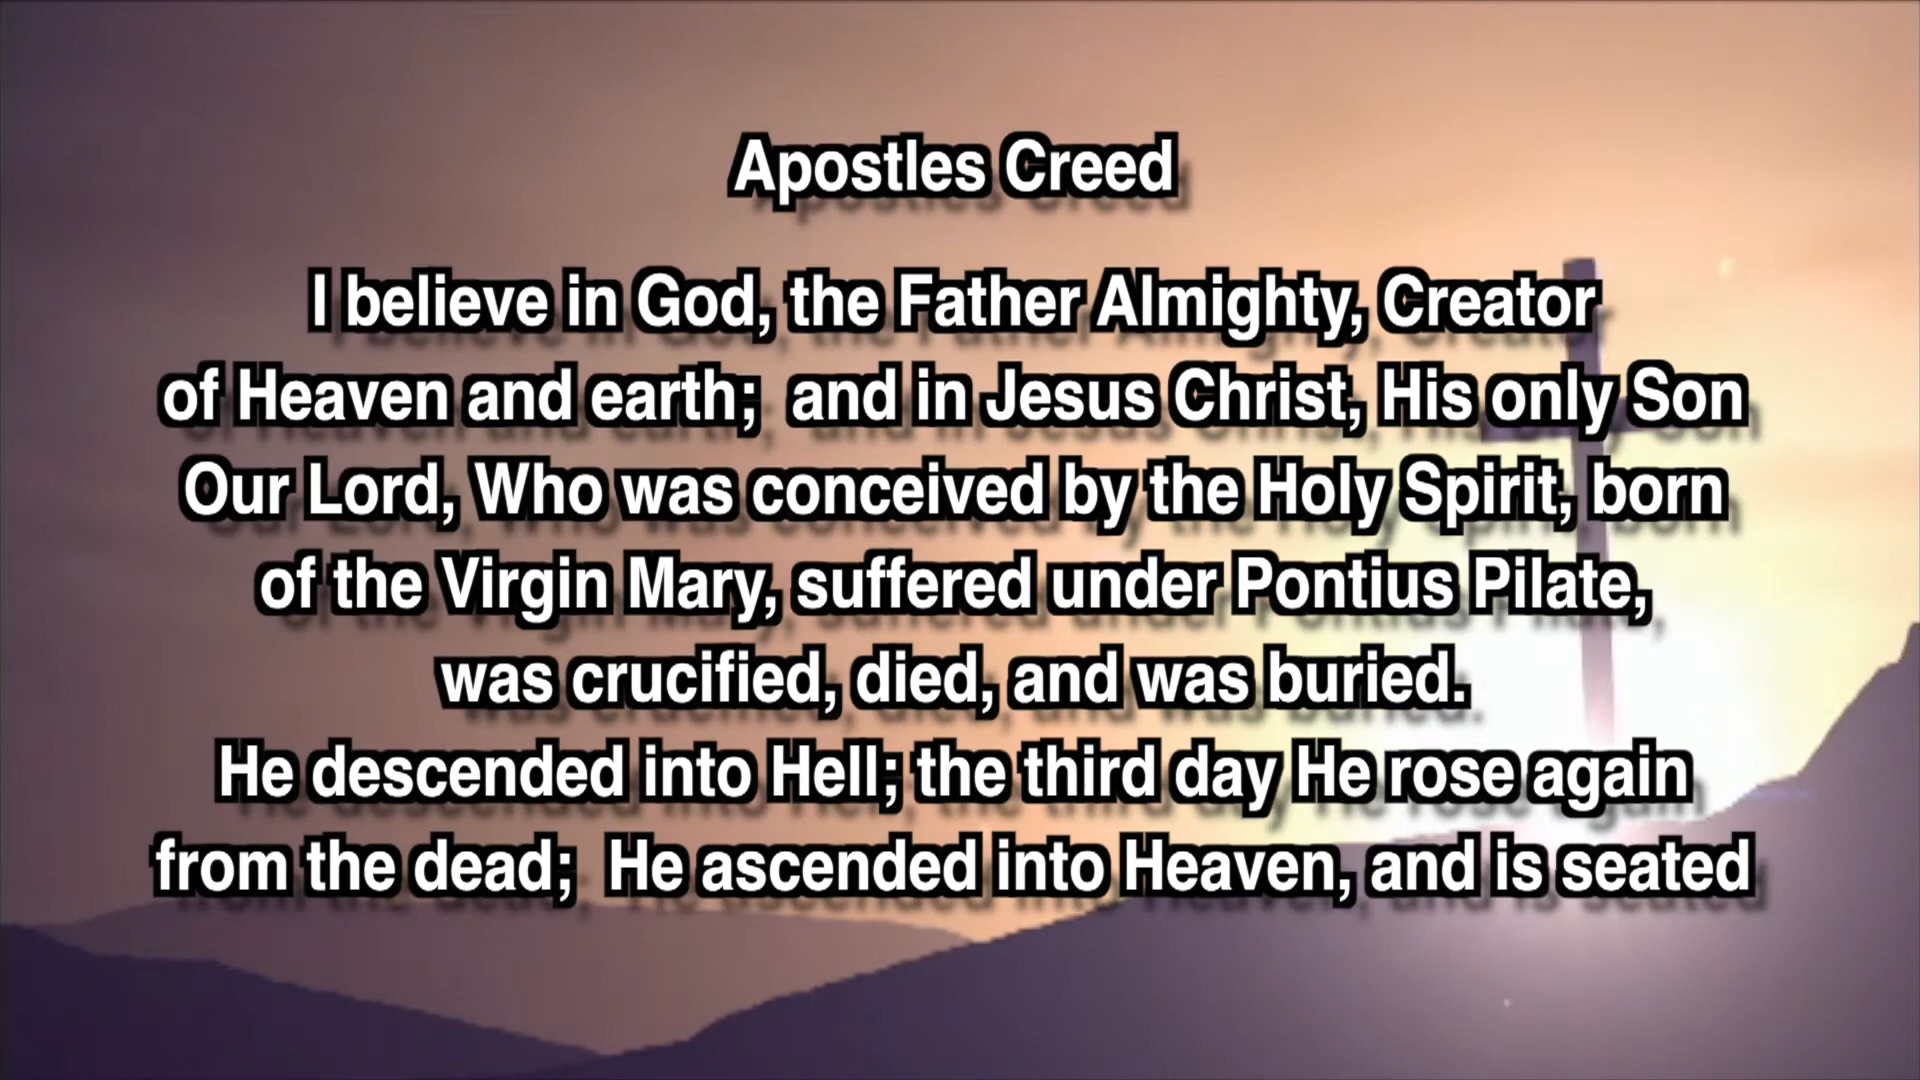 Apostles Creed
I believe in God, the Father Almighty, Creator
of Heaven and earth;  and in Jesus Christ, His only Son
Our Lord, Who was conceived by the Holy Spirit, born
of the Virgin Mary, suffered under Pontius Pilate,
was crucified, died, and was buried.
He descended into Hell; the third day He rose again
from the dead;  He ascended into Heaven, and is seated